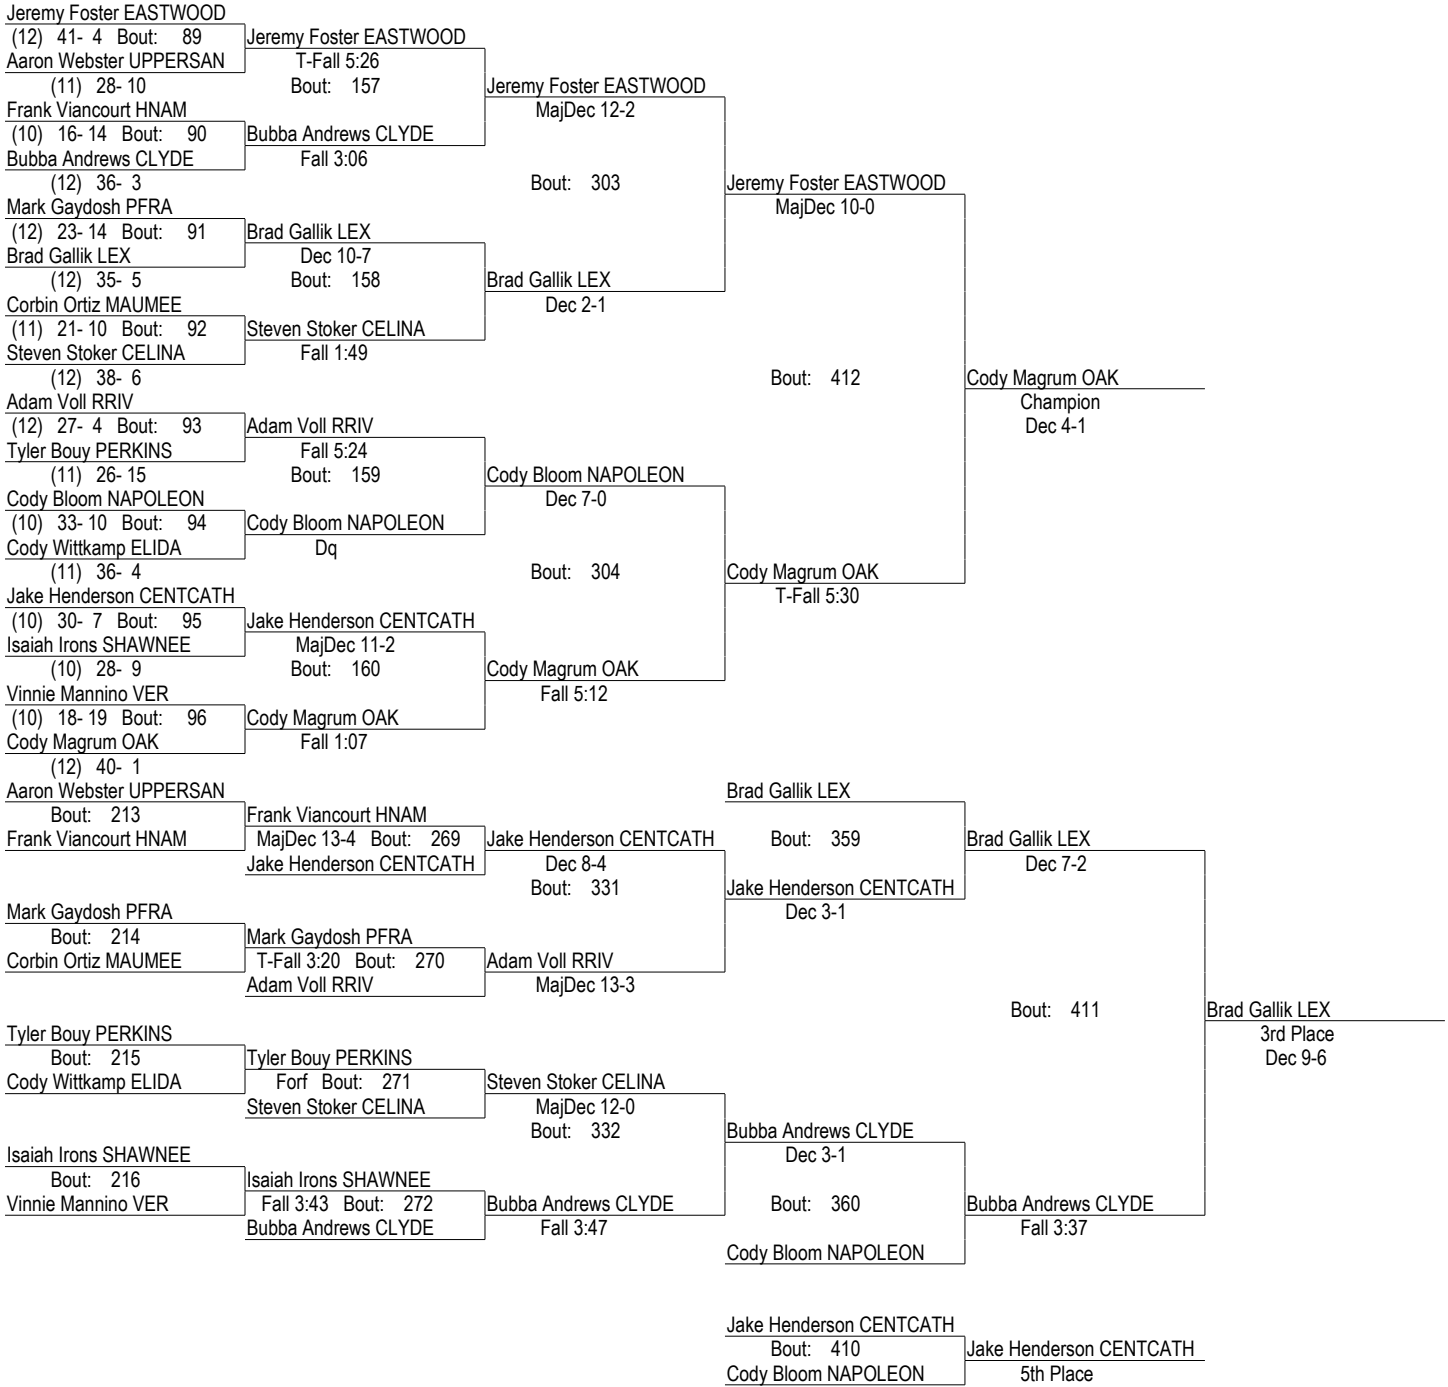 Jeremy Foster EASTWOOD
(12) 41- 4 Bout: 89 Jeremy Foster EASTWOOD
Aaron Webster UPPERSAN T-Fall 5:26
(11) 28- 10 Bout: 157 Jeremy Foster EASTWOOD
Frank Viancourt HNAM MajDec 12-2
(10) 16- 14 Bout: 90 Bubba Andrews CLYDE
Bubba Andrews CLYDE Fall 3:06
(12) 36- 3 Bout: 303 Jeremy Foster EASTWOOD
Mark Gaydosh PFRA MajDec 10-0
(12) 23- 14 Bout: 91 Brad Gallik LEX
Brad Gallik LEX Dec 10-7
(12) 35- 5 Bout: 158 Brad Gallik LEX
Corbin Ortiz MAUMEE Dec 2-1
(11) 21- 10 Bout: 92 Steven Stoker CELINA
Steven Stoker CELINA Fall 1:49
(12) 38- 6 Bout: 412 Cody Magrum OAK
Adam Voll RRIV Champion
(12) 27- 4 Bout: 93 Adam Voll RRIV Dec 4-1
Tyler Bouy PERKINS Fall 5:24
(11) 26- 15 Bout: 159 Cody Bloom NAPOLEON
Cody Bloom NAPOLEON Dec 7-0
(10) 33- 10 Bout: 94 Cody Bloom NAPOLEON
Cody Wittkamp ELIDA Dq
(11) 36- 4 Bout: 304 Cody Magrum OAK
Jake Henderson CENTCATH T-Fall 5:30
(10) 30- 7 Bout: 95 Jake Henderson CENTCATH
Isaiah Irons SHAWNEE MajDec 11-2
(10) 28- 9 Bout: 160 Cody Magrum OAK
Vinnie Mannino VER Fall 5:12
(10) 18- 19 Bout: 96 Cody Magrum OAK
Cody Magrum OAK Fall 1:07
(12) 40- 1
Aaron Webster UPPERSAN Brad Gallik LEX
Bout: 213 Frank Viancourt HNAM
Frank Viancourt HNAM MajDec 13-4 Bout: 269 Jake Henderson CENTCATH Bout: 359 Brad Gallik LEX
Jake Henderson CENTCATH Dec 8-4 Dec 7-2
Bout: 331 Jake Henderson CENTCATH
Mark Gaydosh PFRA Dec 3-1
Bout: 214 Mark Gaydosh PFRA
Corbin Ortiz MAUMEE T-Fall 3:20 Bout: 270 Adam Voll RRIV
Adam Voll RRIV MajDec 13-3
Bout: 411 Brad Gallik LEX
Tyler Bouy PERKINS 3rd Place
Bout: 215 Tyler Bouy PERKINS Dec 9-6
Cody Wittkamp ELIDA Forf Bout: 271 Steven Stoker CELINA
Steven Stoker CELINA MajDec 12-0
Bout: 332 Bubba Andrews CLYDE
Isaiah Irons SHAWNEE Dec 3-1
Bout: 216 Isaiah Irons SHAWNEE
Vinnie Mannino VER Fall 3:43 Bout: 272 Bubba Andrews CLYDE Bout: 360 Bubba Andrews CLYDE
Bubba Andrews CLYDE Fall 3:47 Fall 3:37
Cody Bloom NAPOLEON
Jake Henderson CENTCATH
Bout: 410 Jake Henderson CENTCATH
Cody Bloom NAPOLEON 5th Place